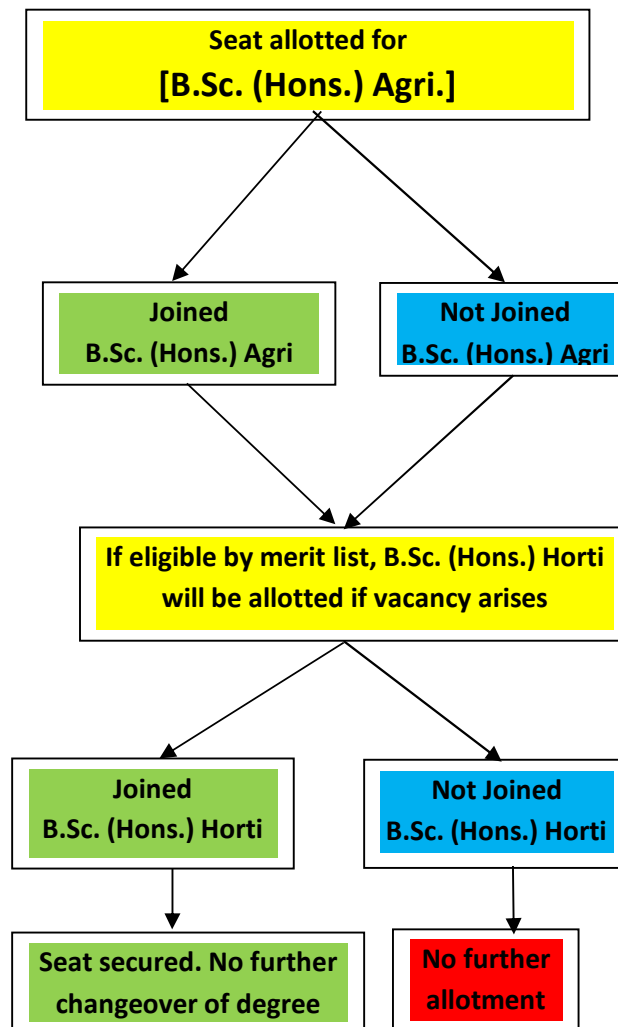 Seat allotted for
[B.Sc. (Hons.) Agri.]
Joined
B.Sc. (Hons.) Agri
Not Joined
B.Sc. (Hons.) Agri
If eligible by merit list, B.Sc. (Hons.) Horti
will be allotted if vacancy arises
Joined
B.Sc. (Hons.) Horti
Not Joined
B.Sc. (Hons.) Horti
Seat secured. No further
changeover of degree
No further
allotment